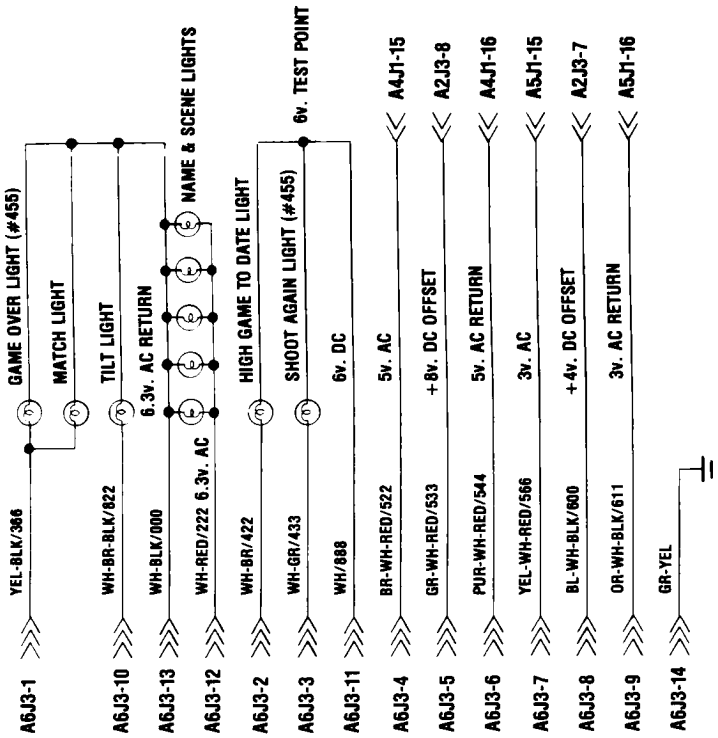 A6J3-1 YEL-BLK/366 GAME OVER LIGHT (#455)
MATCH LIGHT
A6J3-10 WH-BR-BLK/822 TILT LIGHT
A6J3-13 WH-BLK/000 6.3v. AC RETURN
NAME & SCENE LIGHTS
A6J3-12 WH-RED/222 6.3v. AC
A6J3-2 WH-BR/422 HIGH GAME TO DATE LIGHT
A6J3-3 WH-GR/433 SHOOT AGAIN LIGHT (#455) 6v. TEST POINT
A6J3-11 WH/888 6v. DC
A6J3-4 BR-WH-RED/522 5v. AC A4J1-15
A6J3-5 GR-WH-RED/533 +8v. DC OFFSET A2J3-8
A6J3-6 PUR-WH-RED/544 5v. AC RETURN A4J1-16
A6J3-7 YEL-WH-RED/566 3v. AC A5J1-15
A6J3-8 BL-WH-BLK/600 +4v. DC OFFSET A2J3-7
A6J3-9 OR-WH-BLK/611 3v. AC RETURN A5J1-16
A6J3-14 GR-YEL